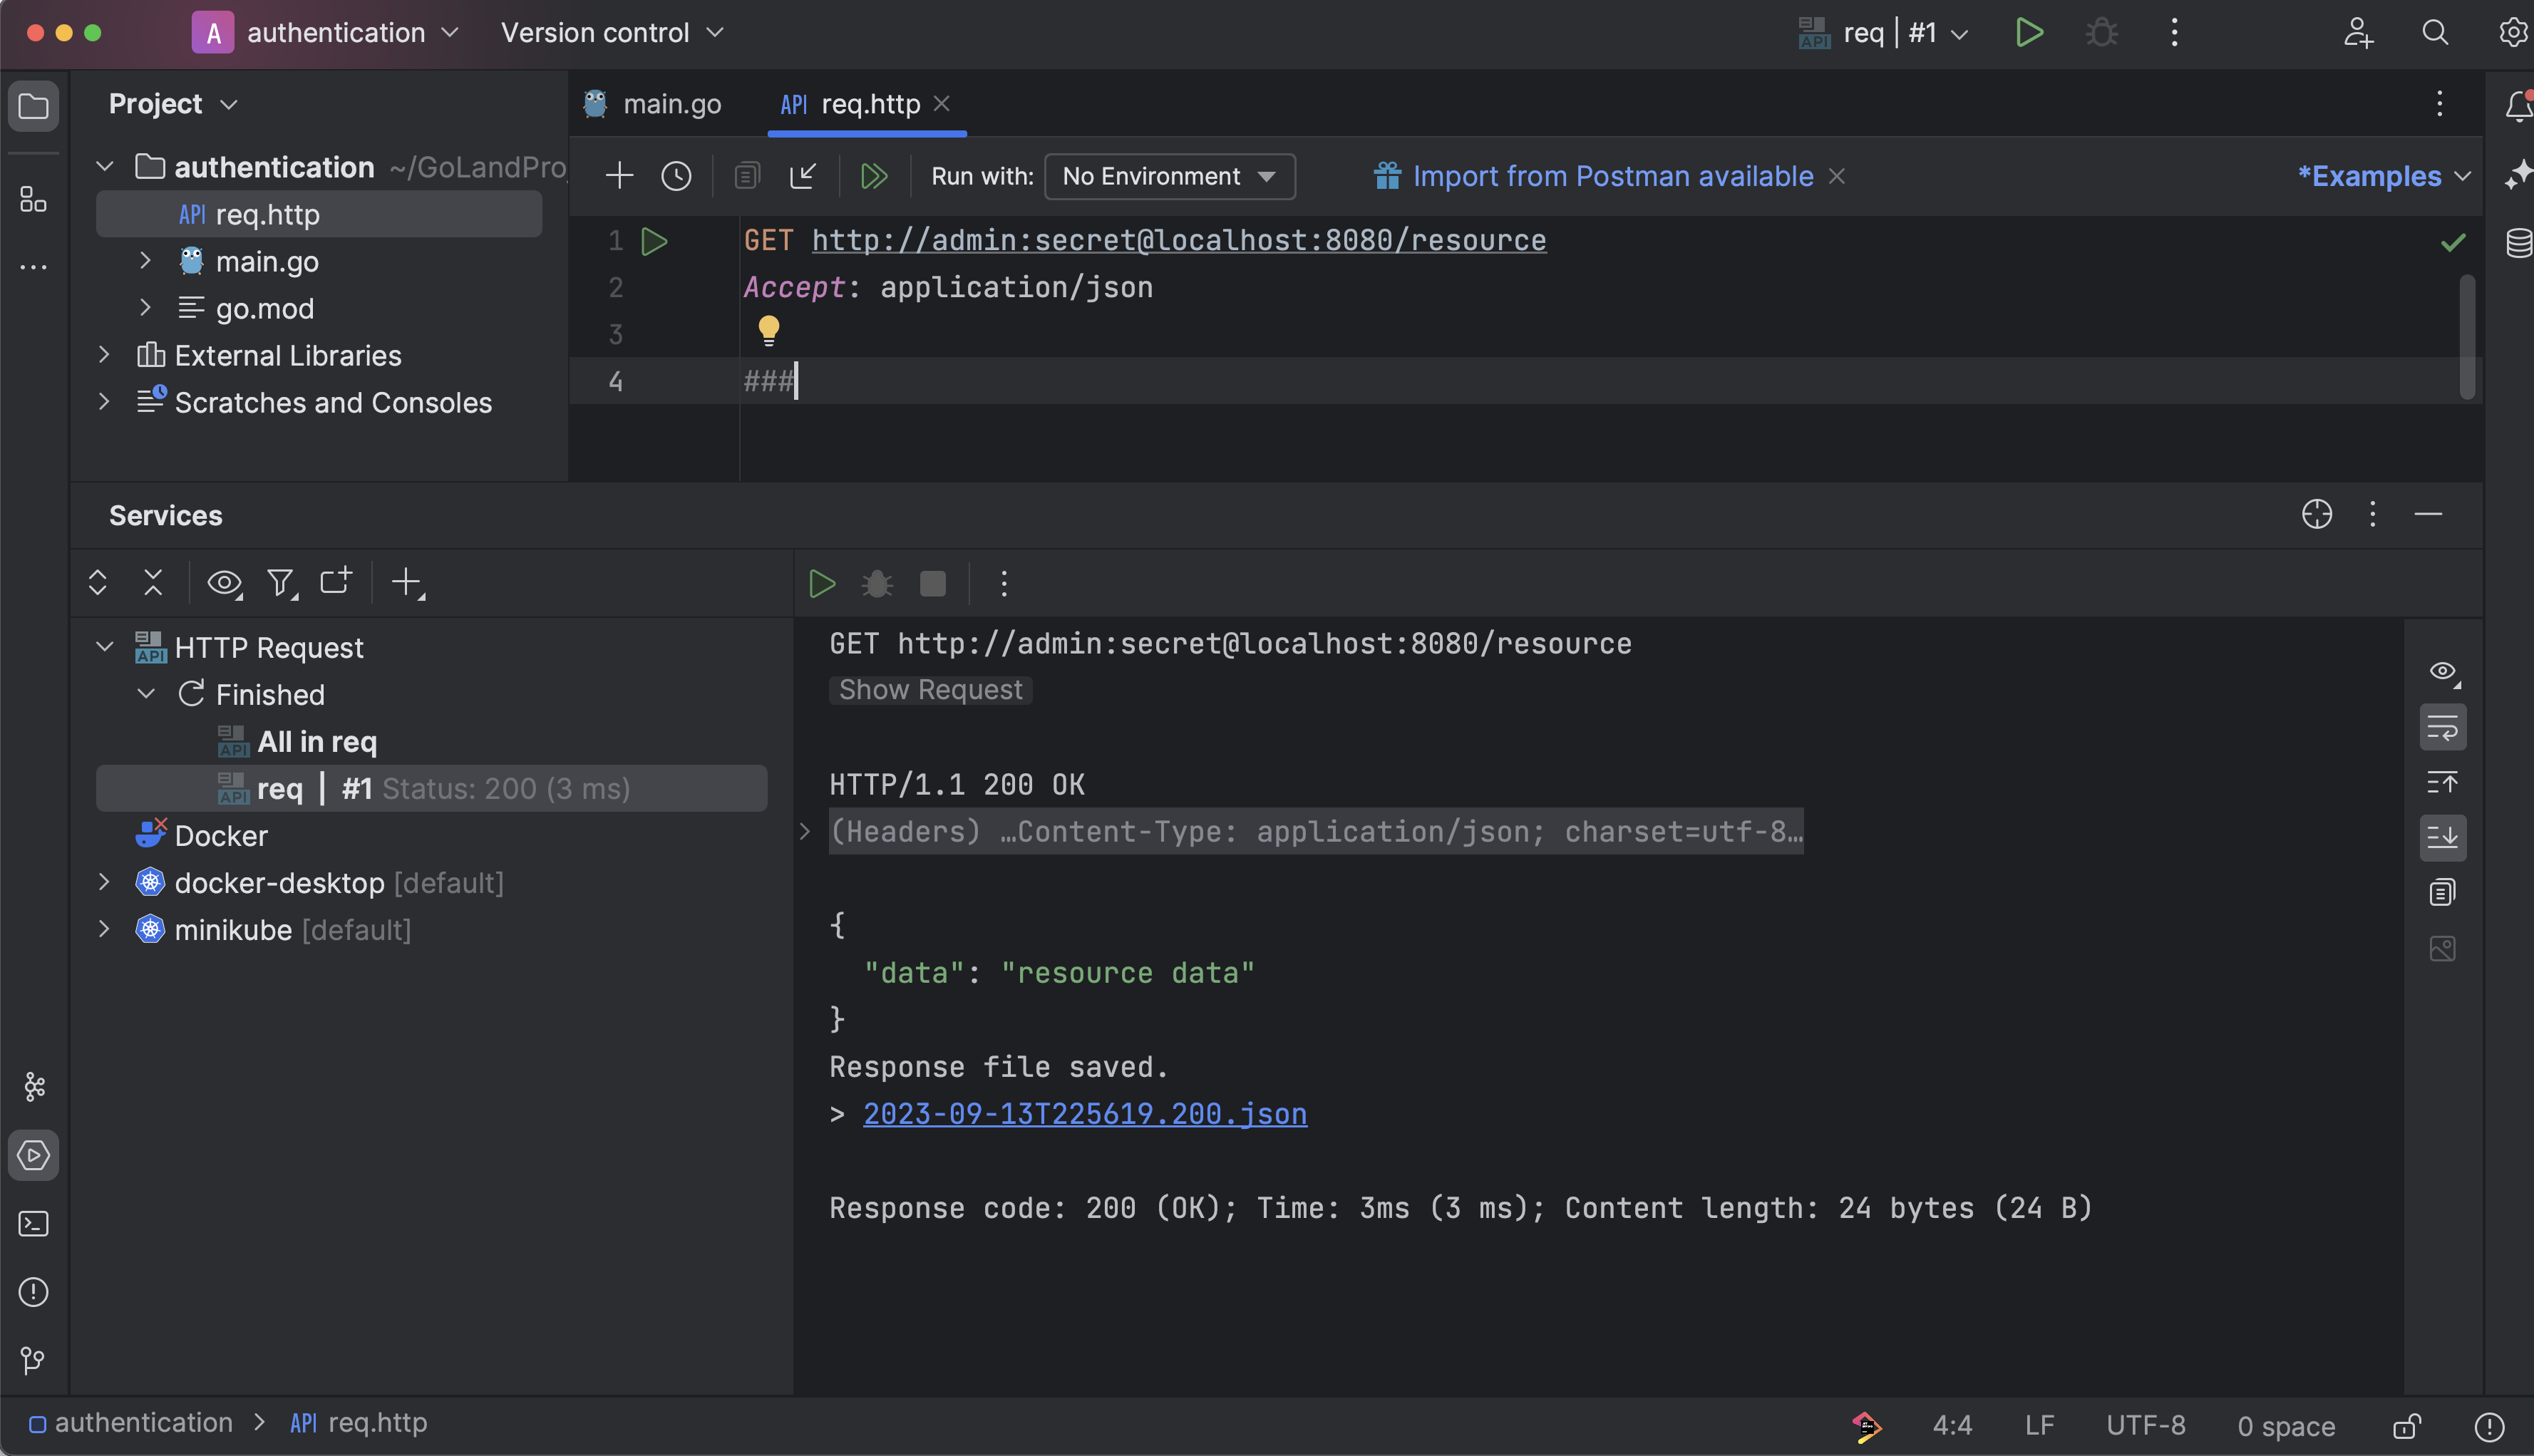 A authentication Version control req | #1
Project
main.go
API req.http
authentication ~/GoLandPro
API req.http
main.go
go.mod
External Libraries
Scratches and Consoles
Run with: No Environment Import from Postman available *Examples
1 GET http://admin:secret@localhost:8080/resource
2 Accept: application/json
3
4 ###
Services
API HTTP Request
Finished
API All in req
API req | #1 Status: 200 (3 ms)
Docker
docker-desktop [default]
minikube [default]
GET http://admin:secret@localhost:8080/resource
Show Request
HTTP/1.1 200 OK
(Headers) …Content-Type: application/json; charset=utf-8…
{
"data": "resource data"
}
Response file saved.
> 2023-09-13T225619.200.json
Response code: 200 (OK); Time: 3ms (3 ms); Content length: 24 bytes (24 B)
authentication > API req.http 4:4 LF UTF-8 0 space